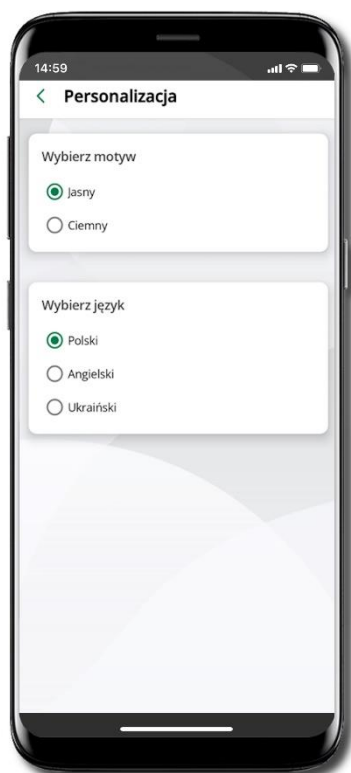 14:59
Personalizacja
Wybierz motyw
Jasny
Ciemny
Wybierz język
Polski
Angielski
Ukraiński